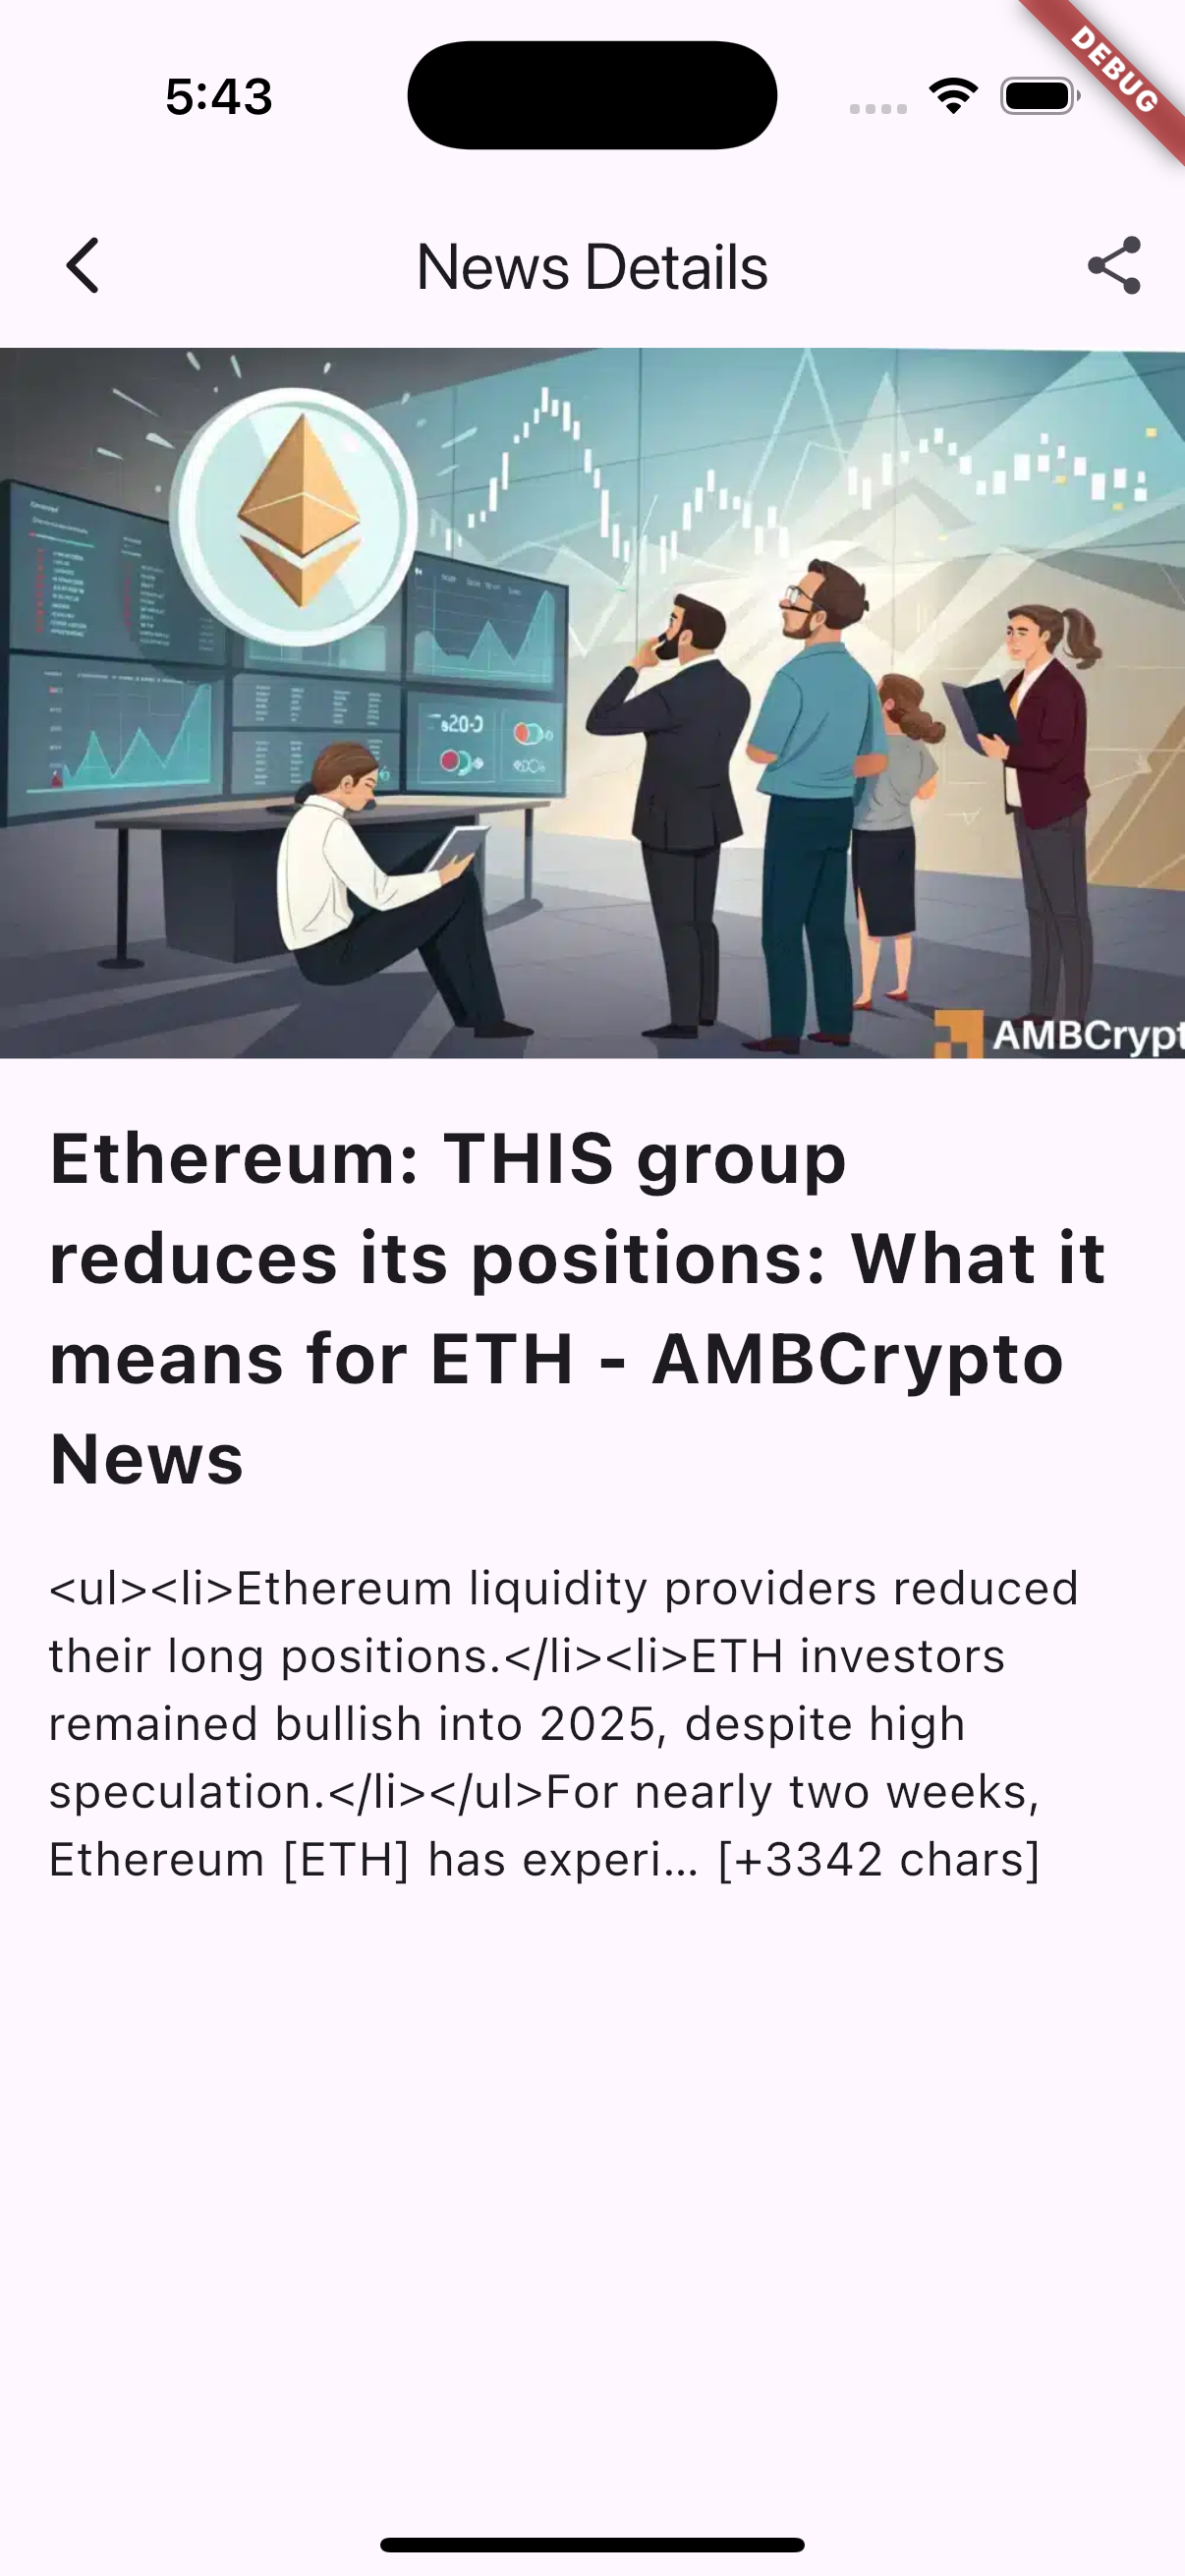 5:43
DEBUG
News Details
AMBCrypt
Ethereum: THIS group
reduces its positions: What it
means for ETH - AMBCrypto
News
<ul><li>Ethereum liquidity providers reduced
their long positions.</li><li>ETH investors
remained bullish into 2025, despite high
speculation.</li></ul>For nearly two weeks,
Ethereum [ETH] has experi… [+3342 chars]